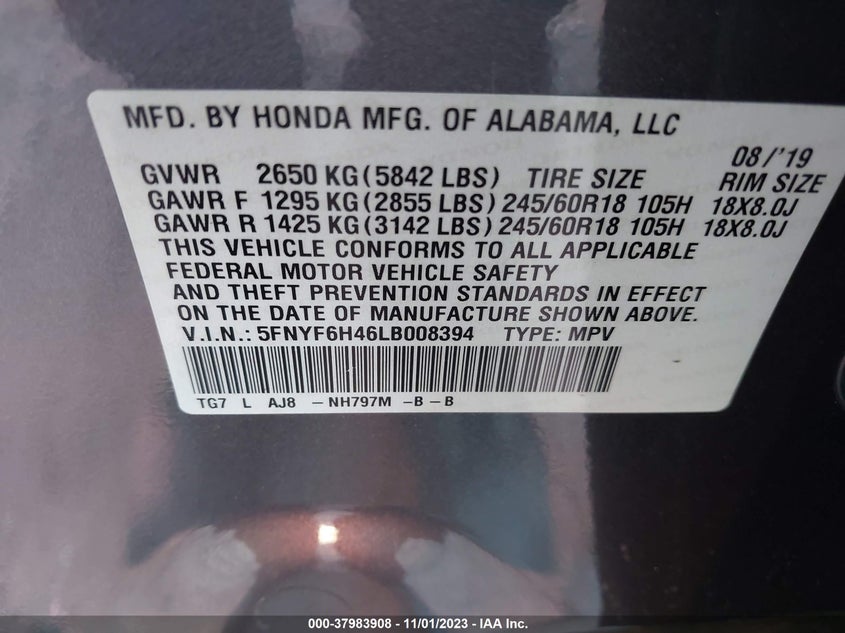 MFD. BY HONDA MFG. OF ALABAMA, LLC
08/'19
GVWR 2650 KG(5842 LBS) TIRE SIZE RIM SIZE
GAWR F 1295 KG(2855 LBS) 245/60R18 105H 18X8.0J
GAWR R 1425 KG(3142 LBS) 245/60R18 105H 18X8.0J
THIS VEHICLE CONFORMS TO ALL APPLICABLE
FEDERAL MOTOR VEHICLE SAFETY
AND THEFT PREVENTION STANDARDS IN EFFECT
ON THE DATE OF MANUFACTURE SHOWN ABOVE.
V.I.N.: 5FNYF6H46LB008394 TYPE: MPV
TG7 L AJ8 - NH797M -B-B
000-37983908 - 11/01/2023 - IAA Inc.